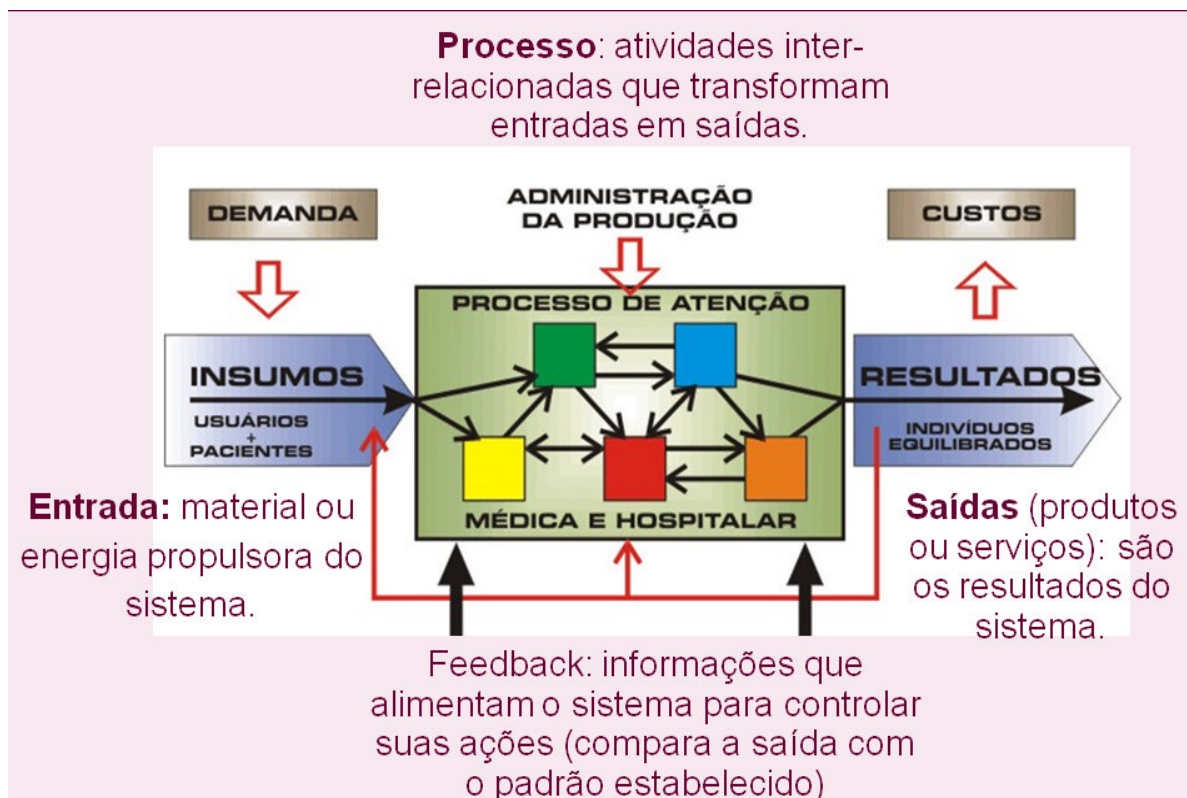 Processo: atividades inter-
relacionadas que transformam
entradas em saídas.
DEMANDA
ADMINISTRAÇÃO
DA PRODUÇÃO
CUSTOS
PROCESSO DE ATENÇÃO
INSUMOS
USUÁRIOS
+
PACIENTES
RESULTADOS
INDIVÍDUOS
EQUILIBRADOS
MÉDICA E HOSPITALAR
Entrada: material ou
energia propulsora do
sistema.
Saídas (produtos
ou serviços): são
os resultados do
sistema.
Feedback: informações que
alimentam o sistema para controlar
suas ações (compara a saída com
o padrão estabelecido)